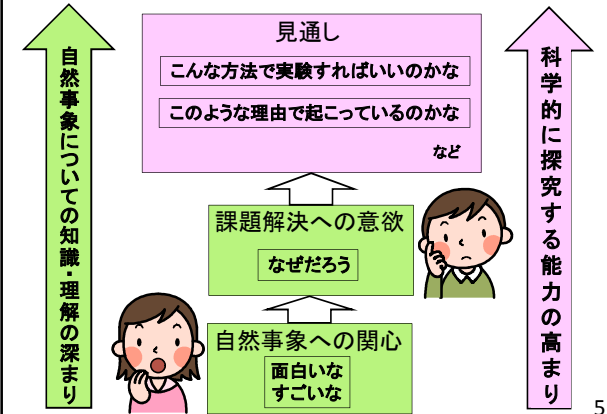 自然事象についての知識・理解の深まり
見通し
こんな方法で実験すればいいのかな
このような理由で起こっているのかな
など
課題解決への意欲
なぜだろう
自然事象への関心
面白いな
すごいな
科学的に探究する能力の高まり
5